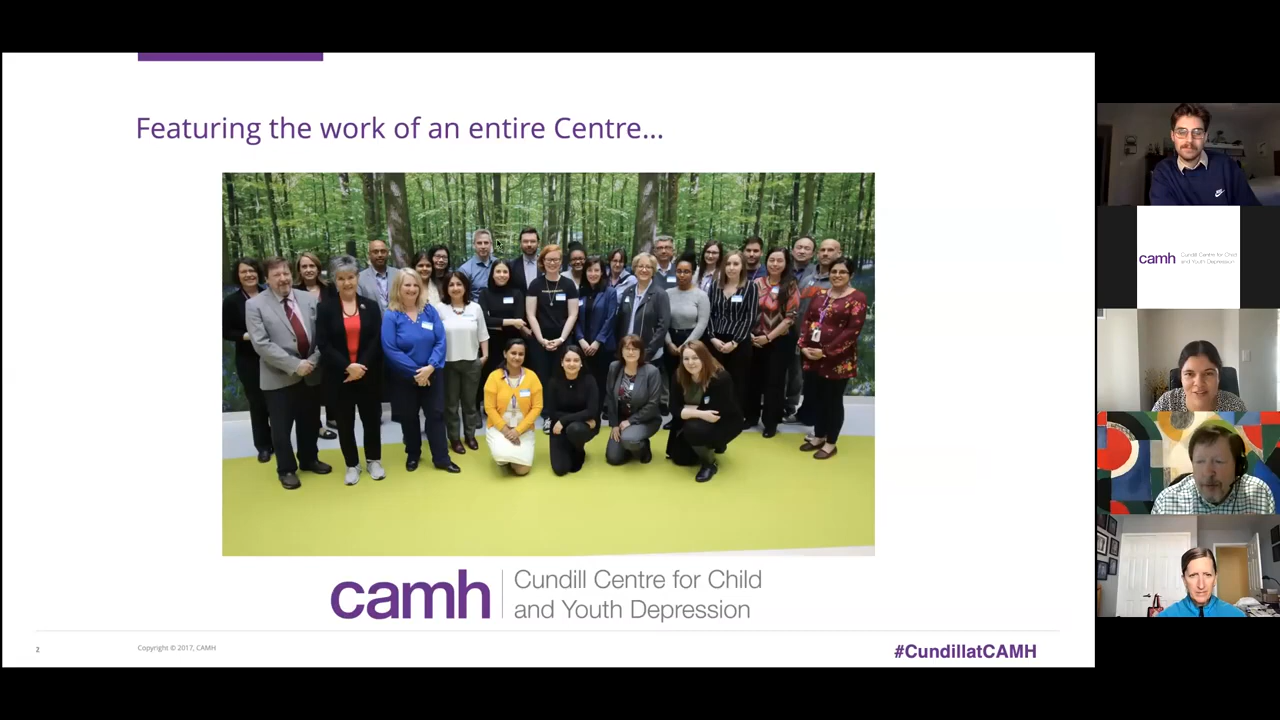 Featuring the work of an entire Centre...
camh
Cundill Centre for Child
and Youth Depression
2
Copyright © 2017, CAMH
#CundillatCAMH
camh
Cundill Centre for Child
and Youth Depression